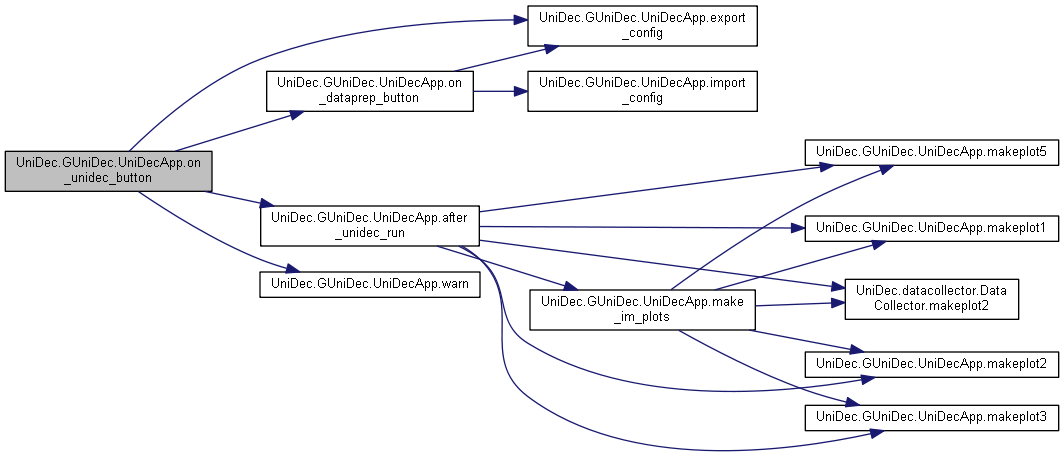 UniDec.GUniDec.UniDecApp.on
_unidec_button
UniDec.GUniDec.UniDecApp.on
_dataprep_button
UniDec.GUniDec.UniDecApp.after
_unidec_run
UniDec.GUniDec.UniDecApp.warn
UniDec.GUniDec.UniDecApp.export
_config
UniDec.GUniDec.UniDecApp.import
_config
UniDec.GUniDec.UniDecApp.make
_im_plots
UniDec.GUniDec.UniDecApp.makeplot5
UniDec.GUniDec.UniDecApp.makeplot1
UniDec.datacollector.Data
Collector.makeplot2
UniDec.GUniDec.UniDecApp.makeplot2
UniDec.GUniDec.UniDecApp.makeplot3